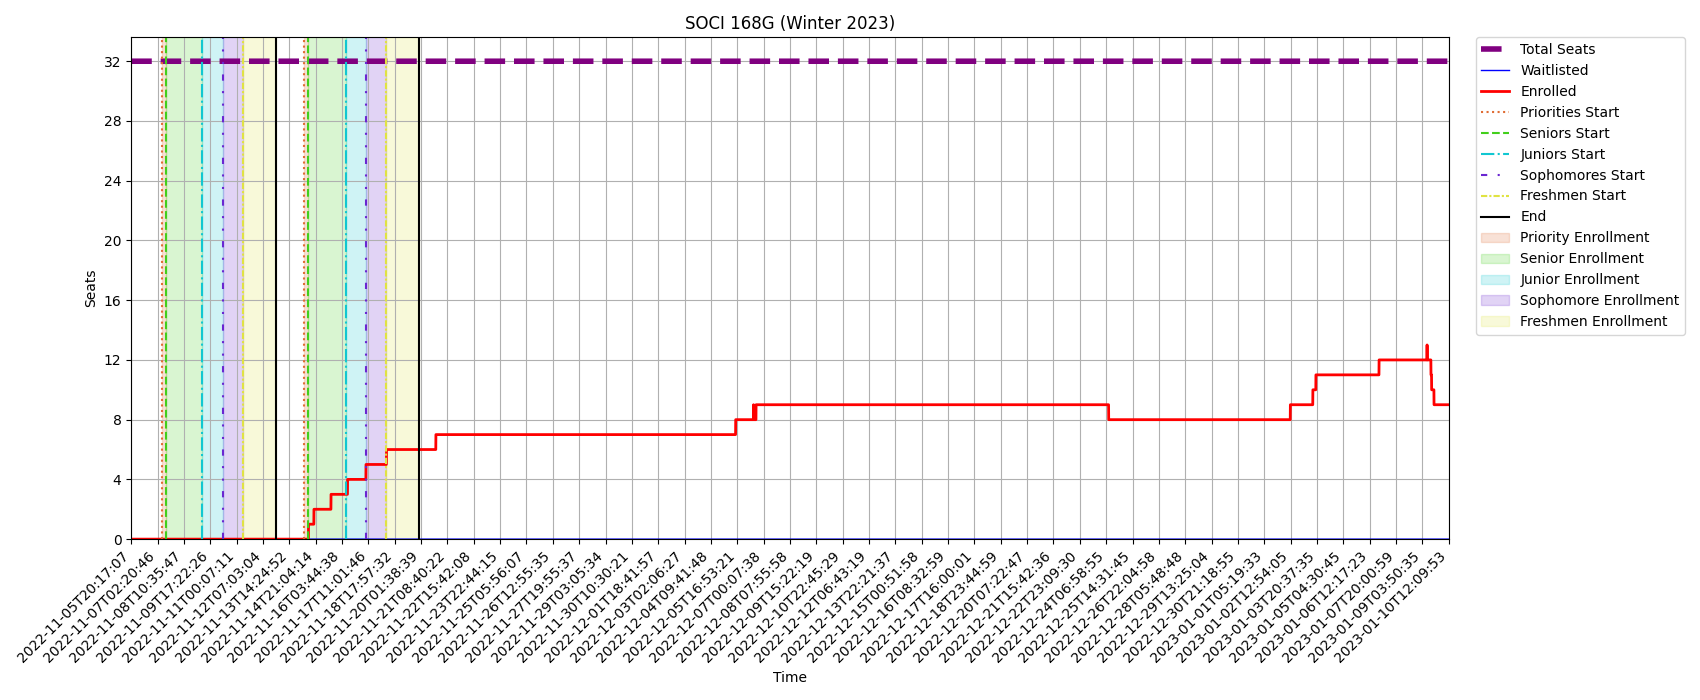 SOCI 168G (Winter 2023)
Seats
32
28
24
20
16
12
8
4
0
2022-11-05T20:17:07
2022-11-07T02:20:46
2022-11-08T10:35:47
2022-11-09T17:22:26
2022-11-11T00:07:11
2022-11-12T07:03:04
2022-11-13T14:24:52
2022-11-14T21:04:14
2022-11-16T03:44:38
2022-11-17T11:01:46
2022-11-18T17:57:32
2022-11-20T01:38:39
2022-11-21T08:40:22
2022-11-22T15:42:08
2022-11-23T22:44:15
2022-11-25T05:56:07
2022-11-26T12:55:35
2022-11-27T19:55:37
2022-11-29T03:05:34
2022-11-30T10:30:21
2022-12-01T18:41:57
2022-12-03T02:06:27
2022-12-04T09:41:48
2022-12-05T16:53:21
2022-12-07T00:07:38
2022-12-08T07:55:58
2022-12-09T15:22:19
2022-12-10T22:45:29
2022-12-12T06:43:19
2022-12-13T22:21:37
2022-12-15T00:51:58
2022-12-16T08:32:59
2022-12-17T16:00:01
2022-12-18T23:44:59
2022-12-20T07:22:47
2022-12-21T15:42:36
2022-12-22T23:09:30
2022-12-24T06:58:55
2022-12-25T14:31:45
2022-12-26T22:04:58
2022-12-28T05:48:48
2022-12-29T13:25:04
2022-12-30T21:18:55
2023-01-01T05:19:33
2023-01-02T12:54:05
2023-01-03T20:37:35
2023-01-05T04:30:45
2023-01-06T12:17:23
2023-01-07T20:00:59
2023-01-09T03:50:35
2023-01-10T12:09:53
Time
Total Seats
Waitlisted
Enrolled
Priorities Start
Seniors Start
Juniors Start
Sophomores Start
Freshmen Start
End
Priority Enrollment
Senior Enrollment
Junior Enrollment
Sophomore Enrollment
Freshmen Enrollment